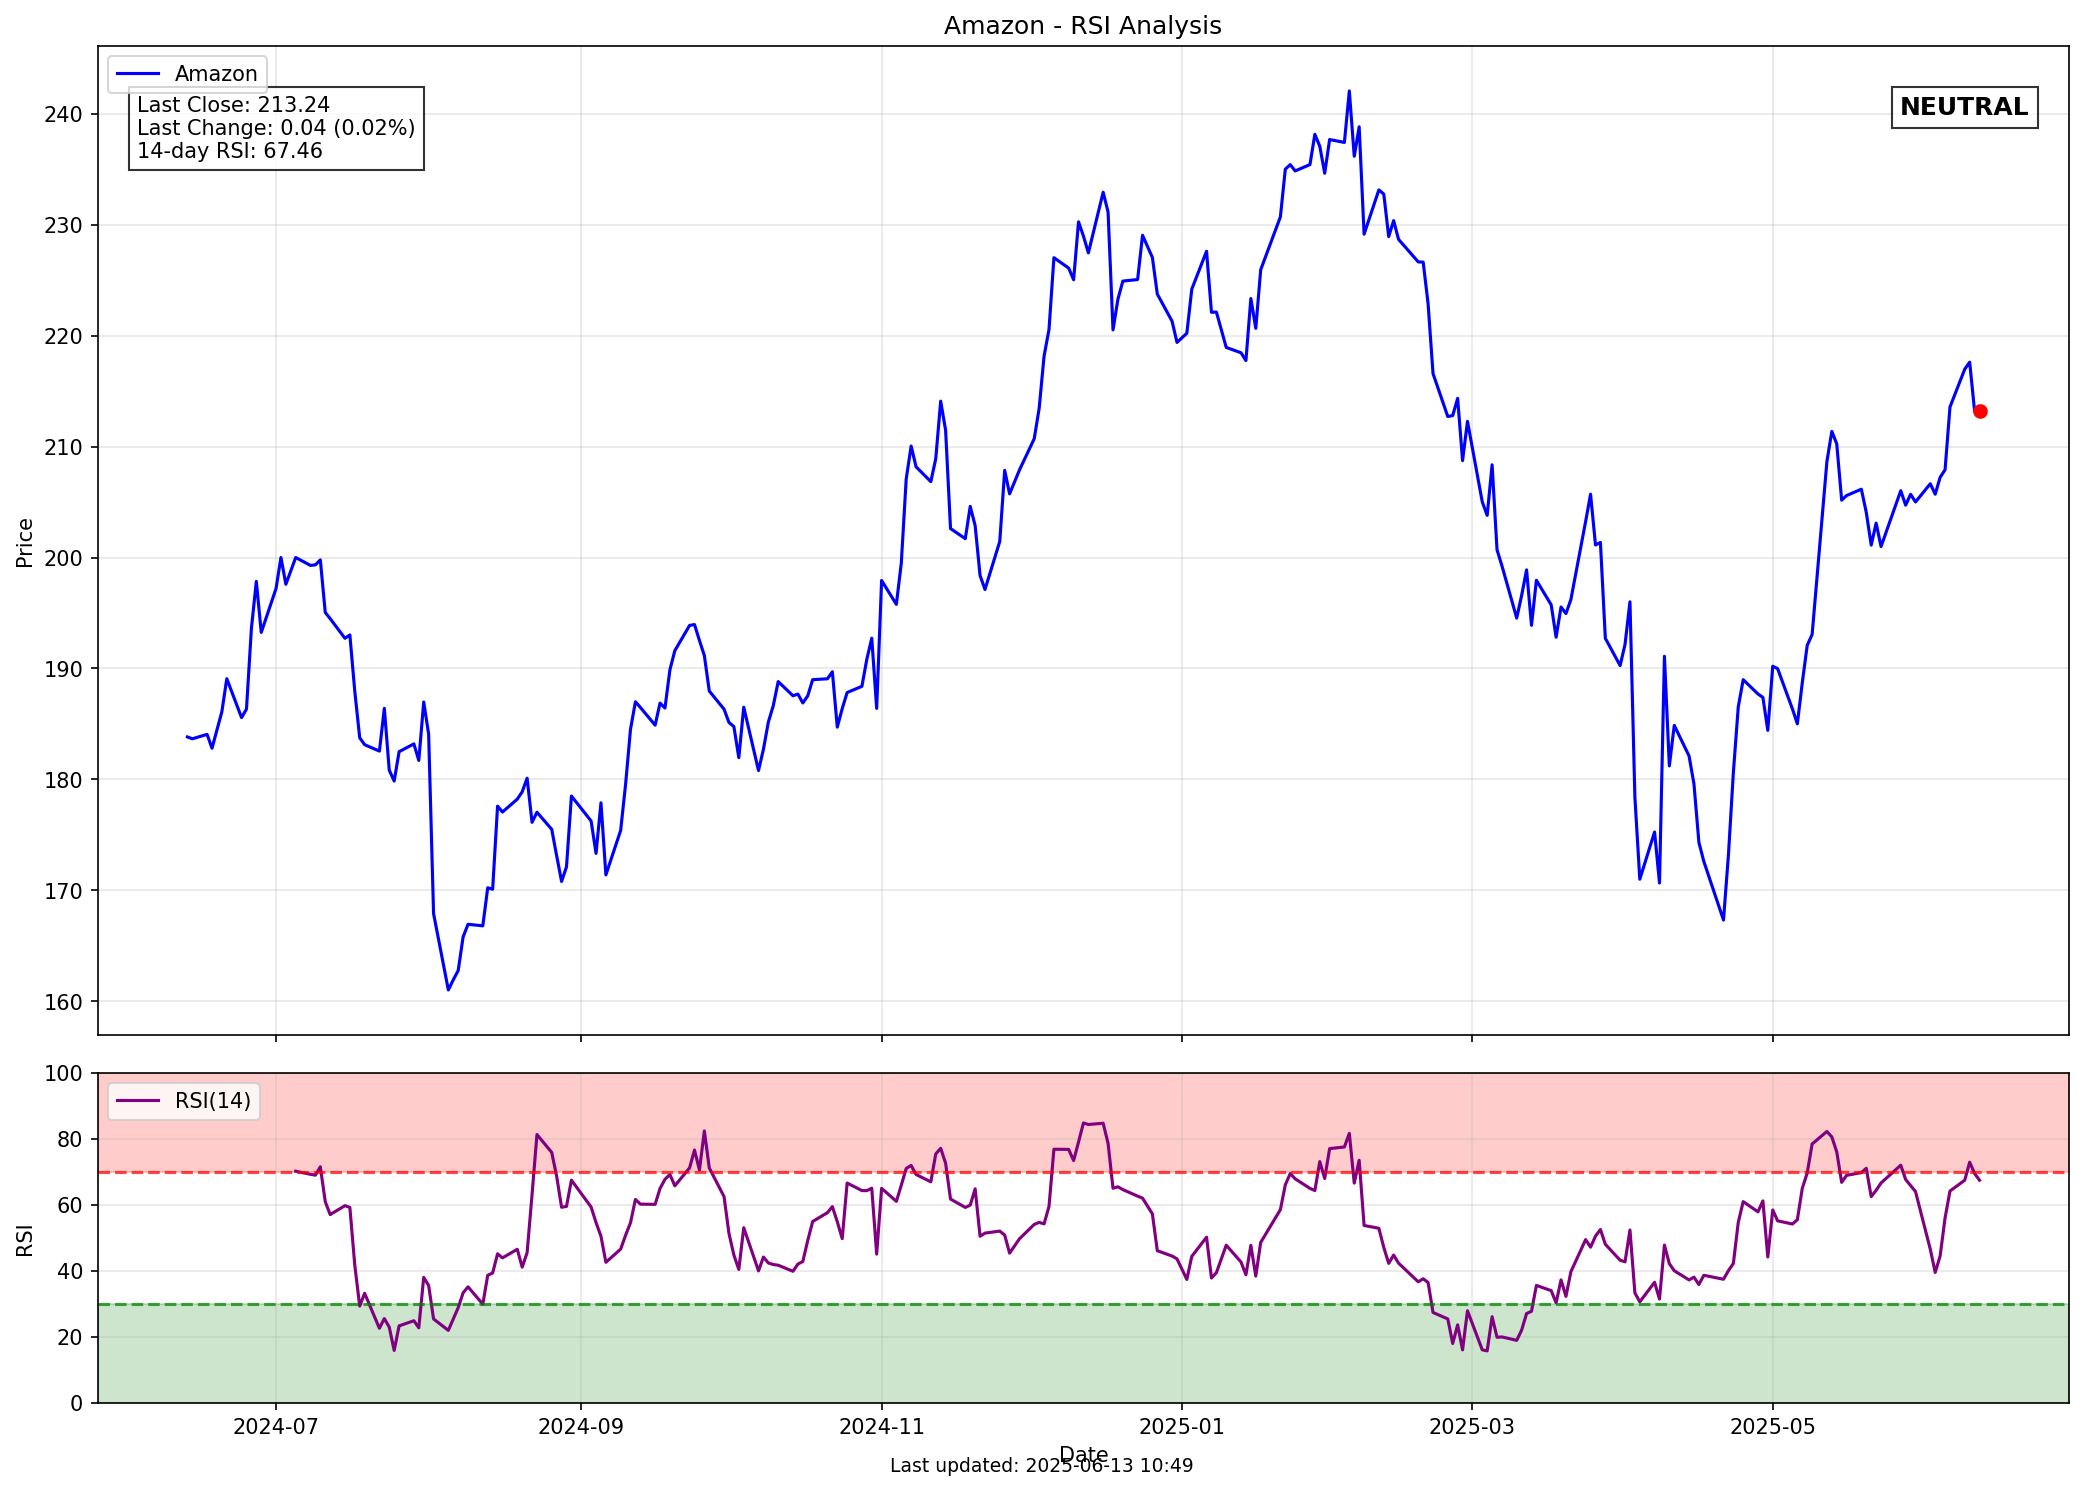 Amazon - RSI Analysis
Amazon
Last Close: 213.24
Last Change: 0.04 (0.02%)
14-day RSI: 67.46
NEUTRAL
Price
240
230
220
210
200
190
180
170
160
RSI(14)
RSI
100
80
60
40
20
0
2024-07
2024-09
2024-11
2025-01
2025-03
2025-05
Date
Last updated: 2025-06-13 10:49